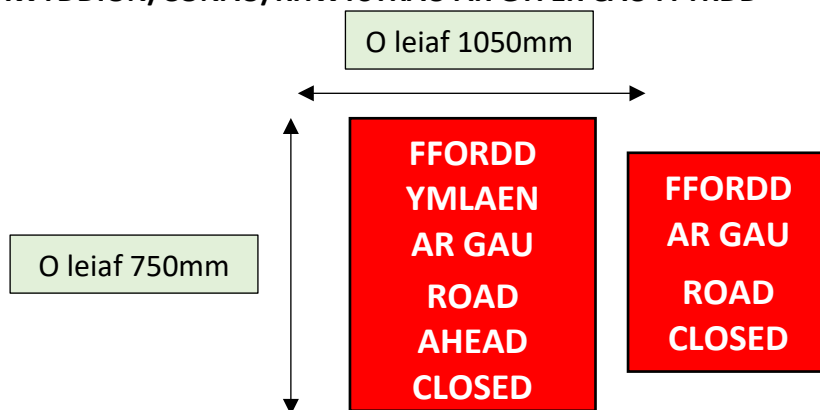 O leiaf 1050mm
O leiaf 750mm
FFORDD
YMLAEN
AR GAU
ROAD
AHEAD
CLOSED
FFORDD
AR GAU
ROAD
CLOSED